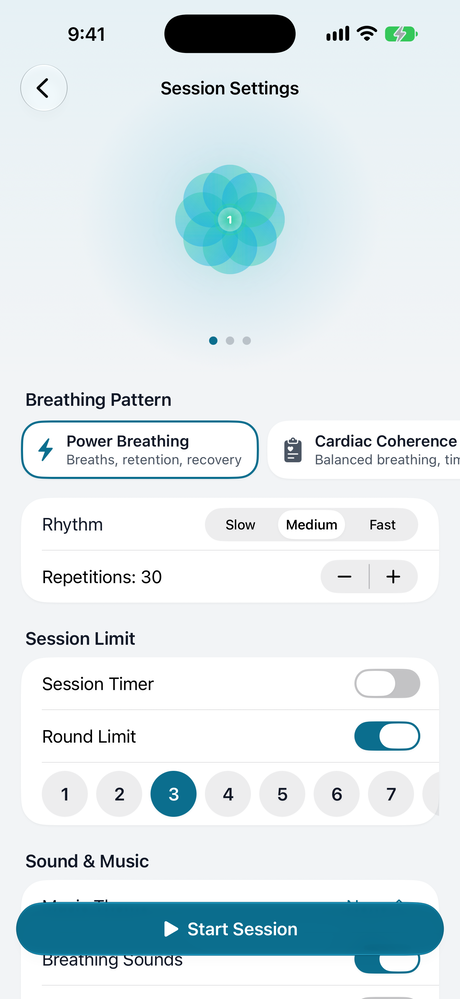 9:41
Session Settings
1
Breathing Pattern
Power Breathing
Breaths, retention, recovery
Cardiac Coherence
Balanced breathing,
Rhythm
Slow
Medium
Fast
Repetitions: 30
Session Limit
Session Timer
Round Limit
1 2 3 4 5 6 7
Sound & Music
Start Session
Breathing Sounds